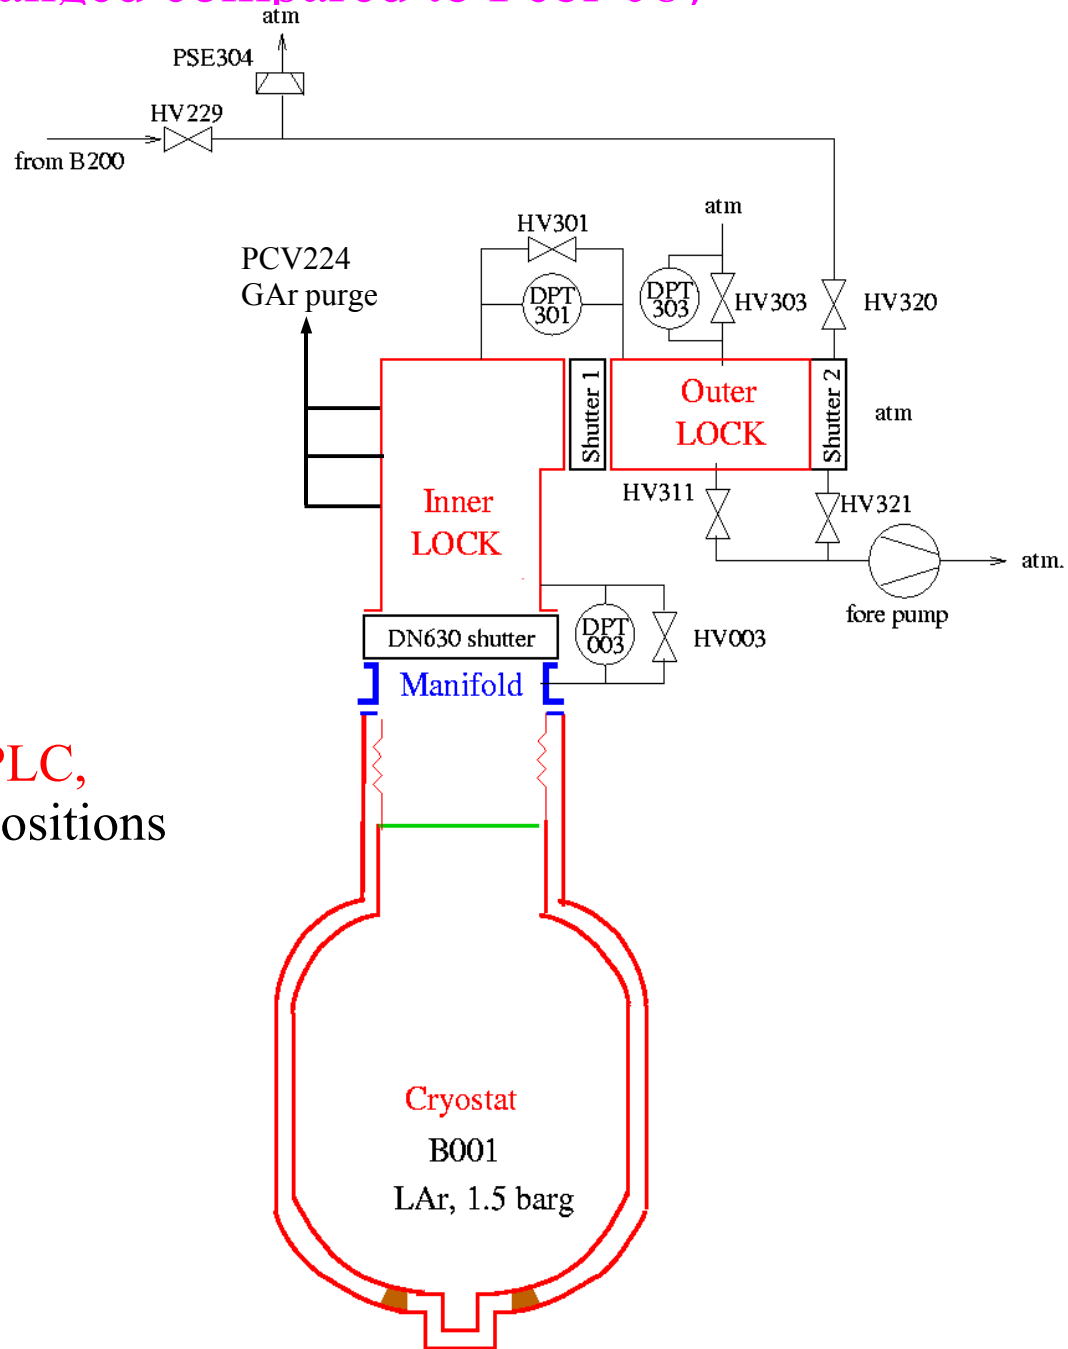 atm
PSE304
HV229
from B200
atm
HV301
PCV224
GAr purge
DPT
301
DPT
303
HV303
HV320
Shutter 1
Outer
LOCK
Shutter 2
atm
Inner
LOCK
HV311
HV321
atm.
fore pump
DN630 shutter
DPT
003
HV003
Manifold
PLC,
ositions
Cryostat
B001
LAr, 1.5 barg